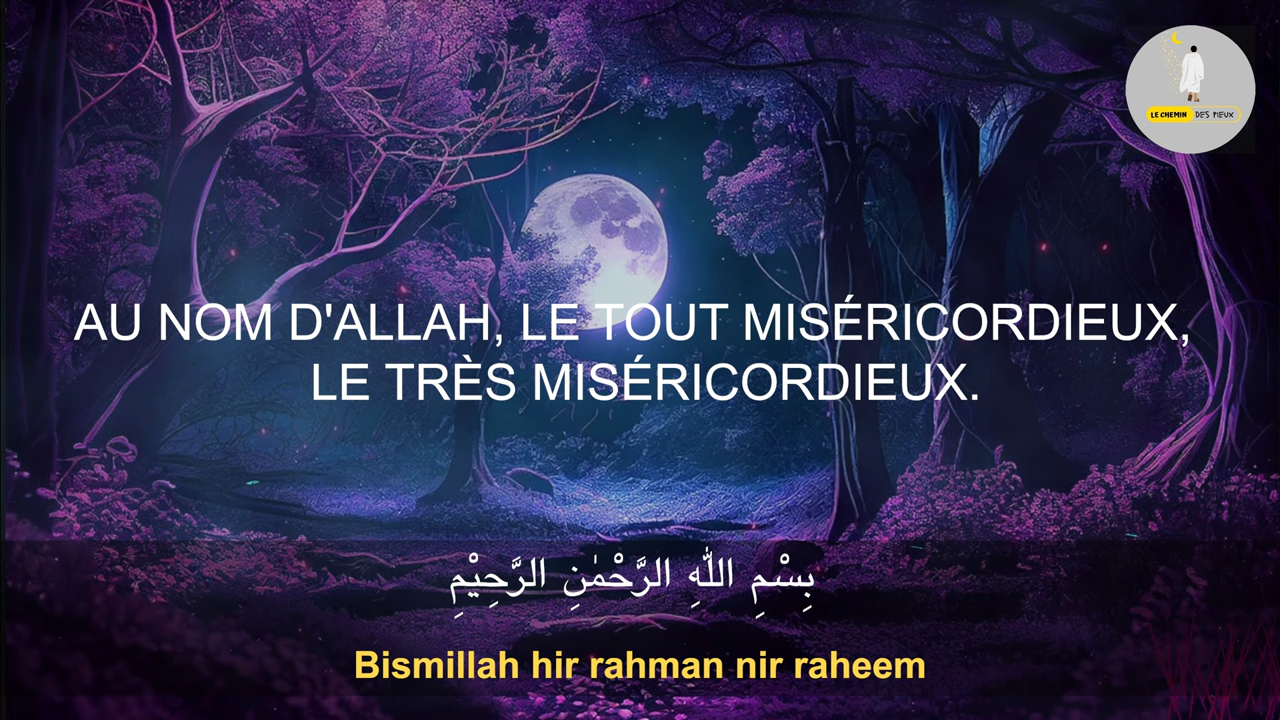 LE CHEMIN DES PIEUX
AU NOM D'ALLAH, LE TOUT MISÉRICORDIEUX,
LE TRÈS MISÉRICORDIEUX.
بِسْمِ اللّٰهِ الرَّحْمٰنِ الرَّحِيْمِ
Bismillah hir rahman nir raheem